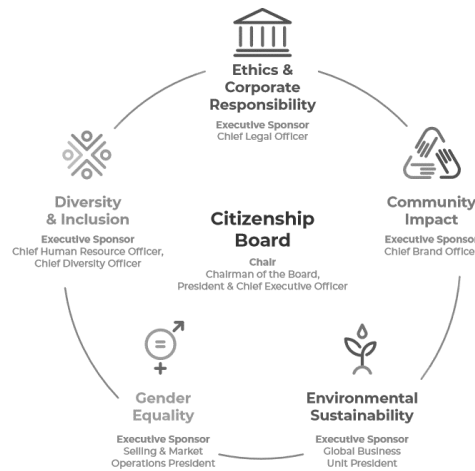 Ethics &
Corporate
Responsibility
Executive Sponsor
Chief Legal Officer
Diversity
& Inclusion
Executive Sponsor
Chief Human Resource Officer,
Chief Diversity Officer
Citizenship
Board
Chair
Chairman of the Board,
President & Chief Executive Officer
Community
Impact
Executive Sponsor
Chief Brand Office
Gender
Equality
Executive Sponsor
Selling & Market
Operations President
Environmental
Sustainability
Executive Sponsor
Global Business
Unit President